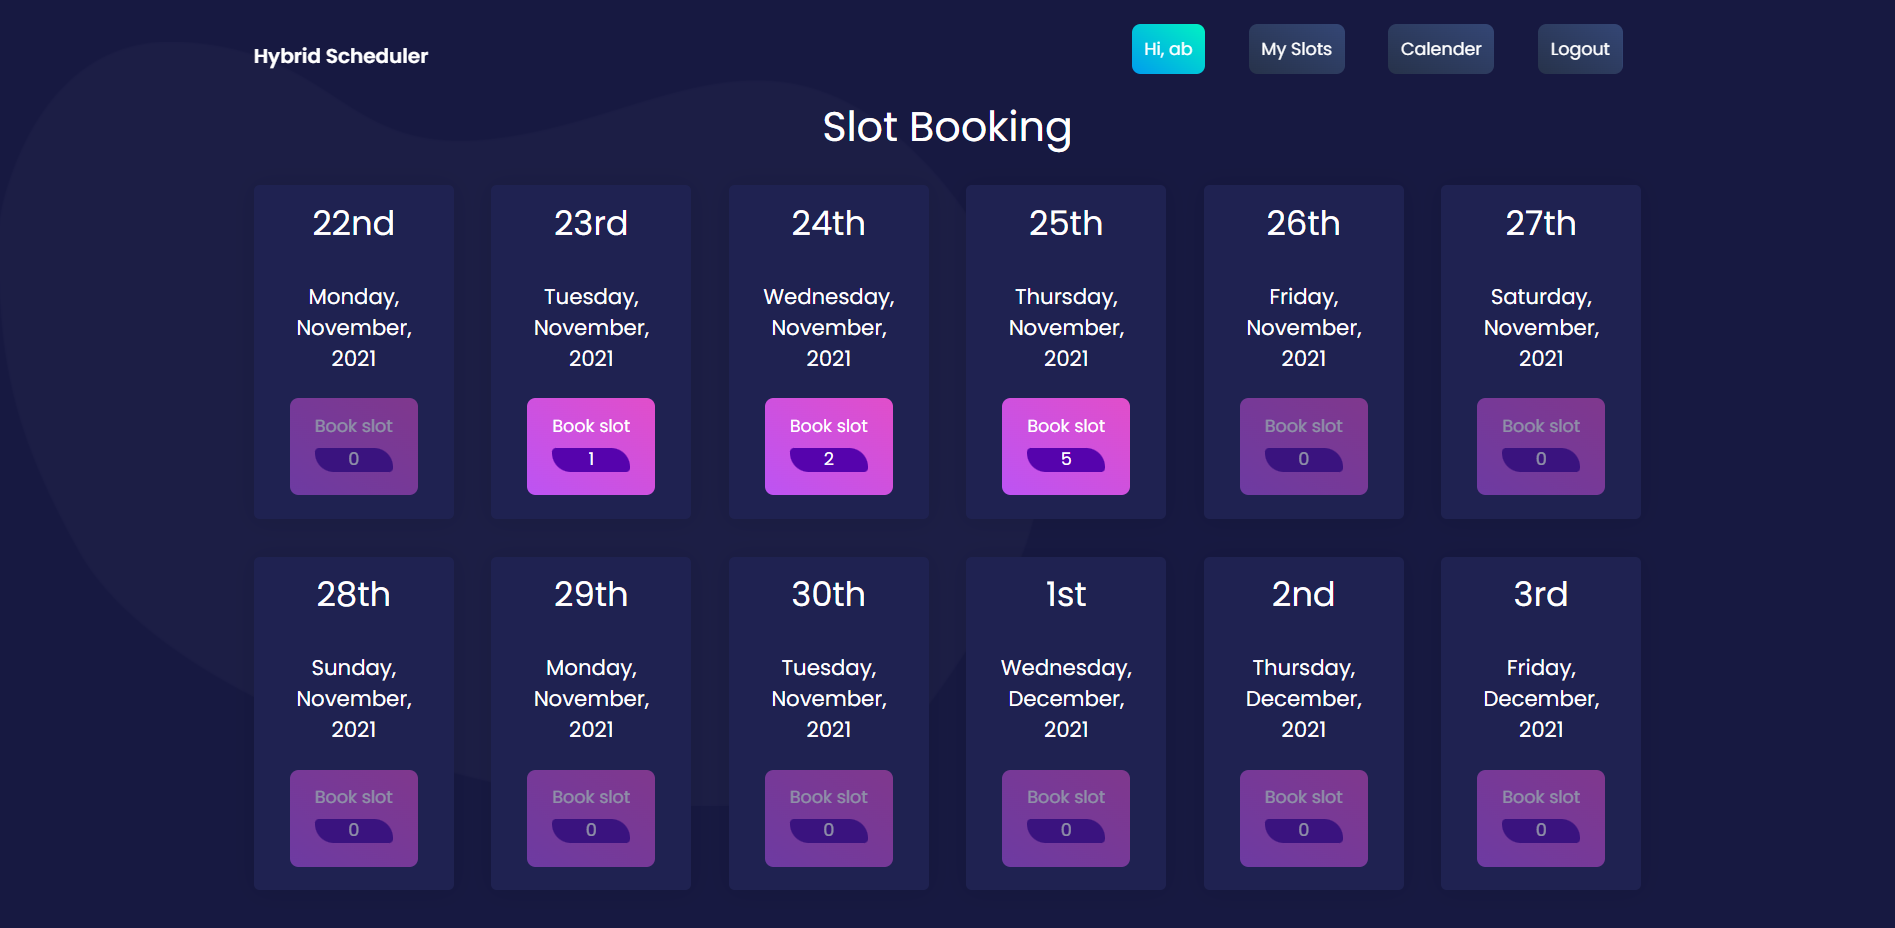 Hybrid Scheduler
Hi, ab
My Slots
Calender
Logout
Slot Booking
22nd
Monday,
November,
2021
Book slot
0
23rd
Tuesday,
November,
2021
Book slot
1
24th
Wednesday,
November,
2021
Book slot
2
25th
Thursday,
November,
2021
Book slot
5
26th
Friday,
November,
2021
Book slot
0
27th
Saturday,
November,
2021
Book slot
0
28th
Sunday,
November,
2021
Book slot
0
29th
Monday,
November,
2021
Book slot
0
30th
Tuesday,
November,
2021
Book slot
0
1st
Wednesday,
December,
2021
Book slot
0
2nd
Thursday,
December,
2021
Book slot
0
3rd
Friday,
December,
2021
Book slot
0